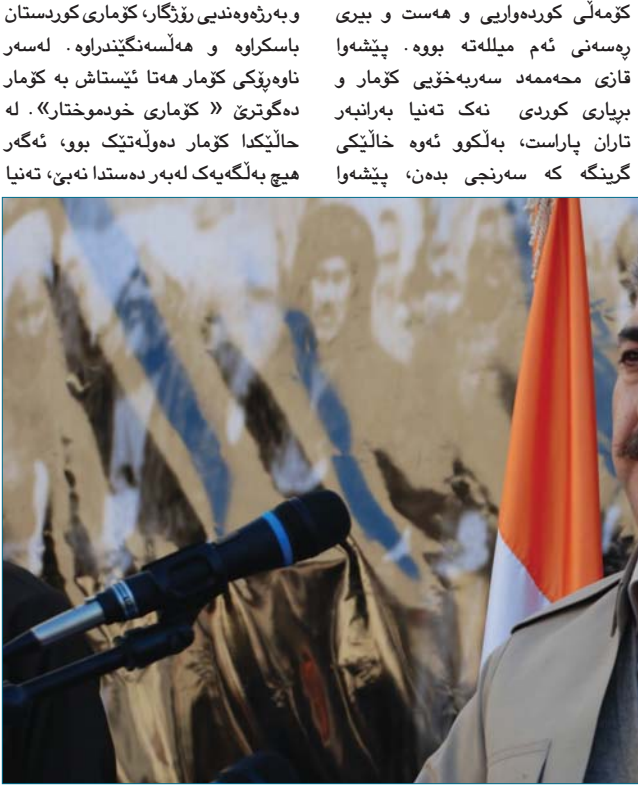 کۆمەڵی کوردەواریی و هەست و بیری
ڕەسەنی ئەم میللەتە بووە. پێشەوا
قازی محەممەد سەربەخۆیی کۆمار و
بڕیاری کوردی نەک تەنیا بەرانبەر
تاران پاراست، بەڵکوو ئەوە خاڵێکی
گرینگە کە سەرنجی بدەن، پێشەوا
و بەرژەوەندیی رۆژگار، کۆماری کوردستان
باسکراوە و هەڵسەنگێندراوە. لەسەر
ناوەڕۆکی کۆمار هەتا ئێستاش بە کۆمار
دەگوترێ « کۆماری خودموختار». لە
حاڵێکدا کۆمار دەوڵەتێک بوو، ئەگەر
هیچ بەڵگەیەک لەبەر دەستدا نەبێ، تەنیا